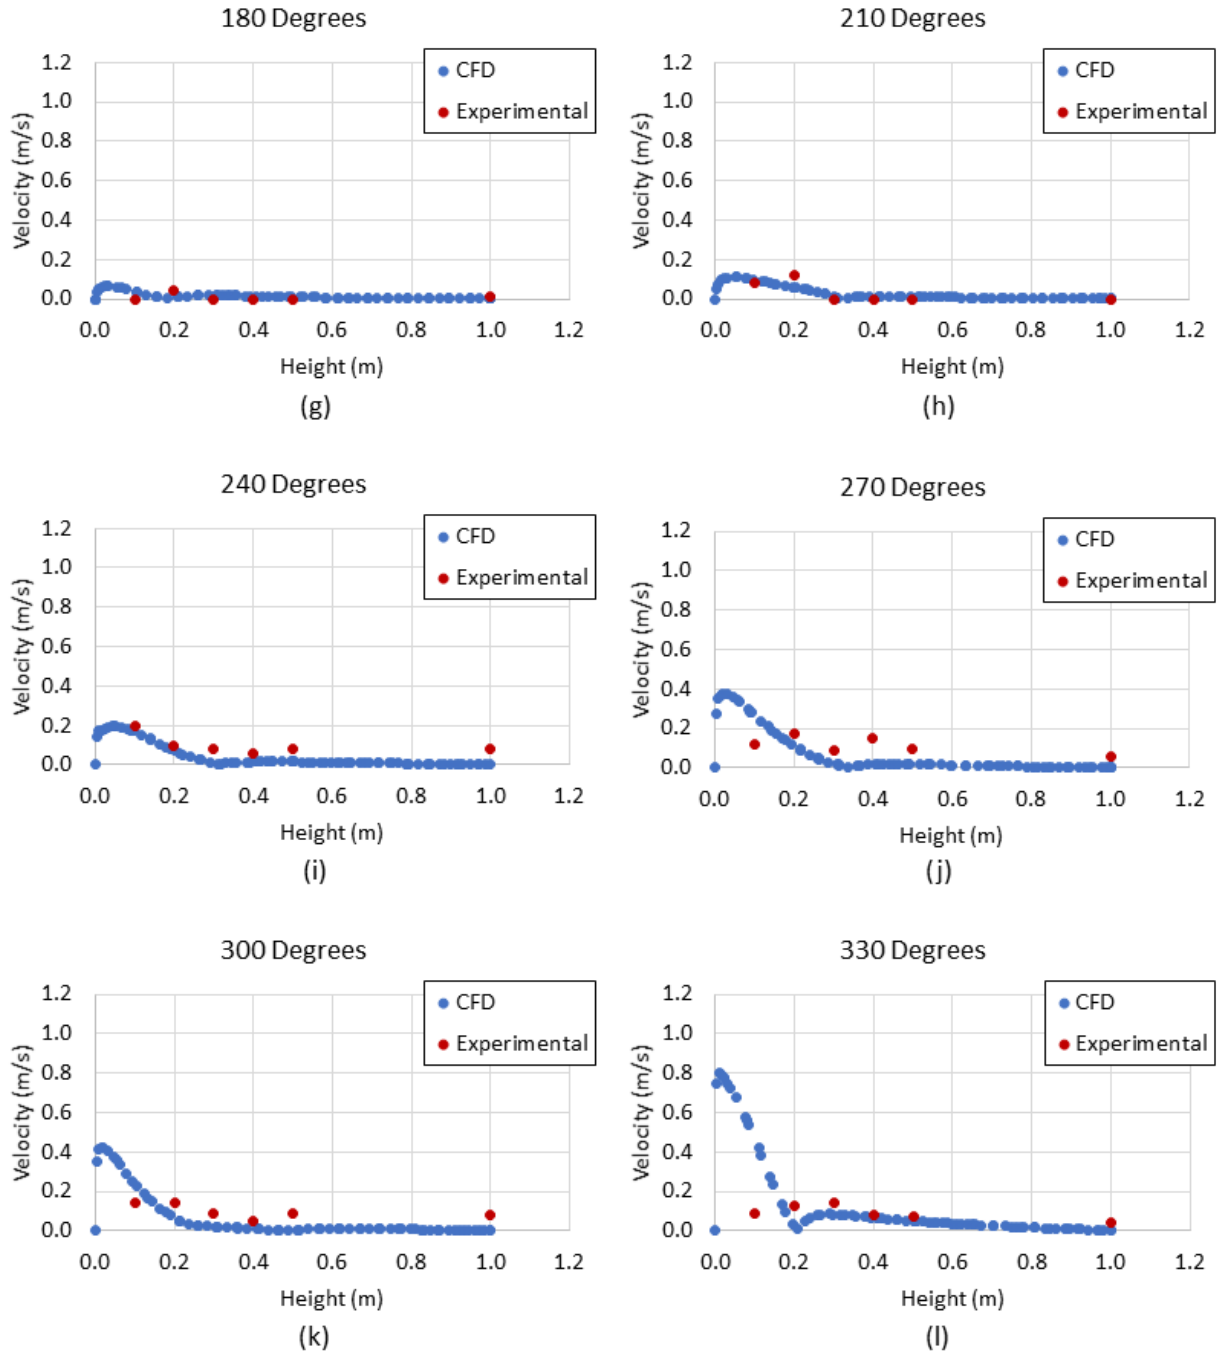 180 Degrees
1.2
1.0
0.8
0.6
0.4
0.2
0.0
Velocity (m/s)
CFD
Experimental
0.0 0.2 0.4 0.6 0.8 1.0 1.2
Height (m)
(g)
210 Degrees
1.2
1.0
0.8
0.6
0.4
0.2
0.0
Velocity (m/s)
CFD
Experimental
0.0 0.2 0.4 0.6 0.8 1.0 1.2
Height (m)
(h)
240 Degrees
1.2
1.0
0.8
0.6
0.4
0.2
0.0
Velocity (m/s)
CFD
Experimental
0.0 0.2 0.4 0.6 0.8 1.0 1.2
Height (m)
(i)
270 Degrees
1.2
1.0
0.8
0.6
0.4
0.2
0.0
Velocity (m/s)
CFD
Experimental
0.0 0.2 0.4 0.6 0.8 1.0 1.2
Height (m)
(j)
300 Degrees
1.2
1.0
0.8
0.6
0.4
0.2
0.0
Velocity (m/s)
CFD
Experimental
0.0 0.2 0.4 0.6 0.8 1.0 1.2
Height (m)
(k)
330 Degrees
1.2
1.0
0.8
0.6
0.4
0.2
0.0
Velocity (m/s)
CFD
Experimental
0.0 0.2 0.4 0.6 0.8 1.0 1.2
Height (m)
(l)